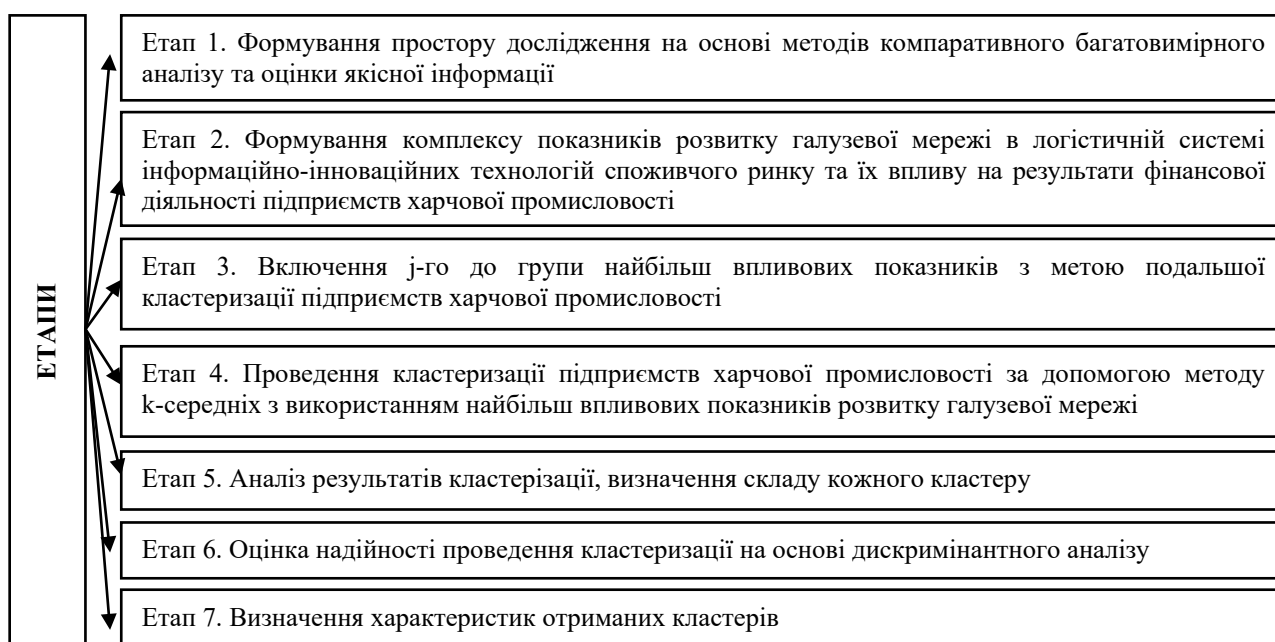 ЕТАПИ
Етап 1. Формування простору дослідження на основі методів компаративного багатовимірного
аналізу та оцінки якісної інформації
Етап 2. Формування комплексу показників розвитку галузевої мережі в логістичній системі
інформаційно-інноваційних технологій споживчого ринку та їх впливу на результати фінансової
діяльності підприємств харчової промисловості
Етап 3. Включення j-го до групи найбільш впливових показників з метою подальшої
кластеризації підприємств харчової промисловості
Етап 4. Проведення кластеризації підприємств харчової промисловості за допомогою методу
k-середніх з використанням найбільш впливових показників розвитку галузевої мережі
Етап 5. Аналіз результатів кластерізації, визначення складу кожного кластеру
Етап 6. Оцінка надійності проведення кластеризації на основі дискримінантного аналізу
Етап 7. Визначення характеристик отриманих кластерів